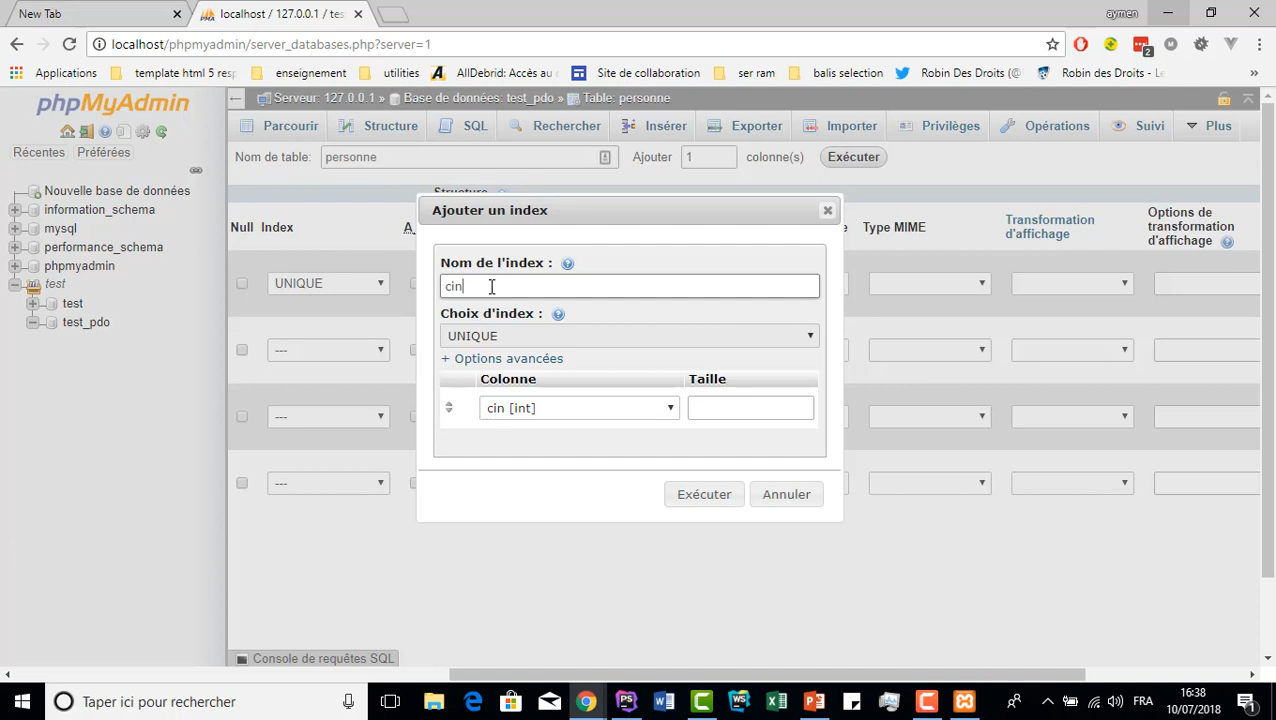 New Tab
localhost / 127.0.0.1 / tes
aymen
localhost/phpmyadmin/server_databases.php?server=1
2
Applications
template html 5 resp
enseignement
utilities
AllDebrid: Accès au
Site de collaboration
scr ram
balis selection
Robin Des Droits (@
Robin des Droits - Le
»
phpMyAdmin
Récentes
Préférées
Nouvelle base de données
information_schema
mysql
performance_schema
phpmyadmin
test
test
test_pdo
Serveur: 127.0.0.1 » Base de données: test_pdo » Table: personne
Parcourir
Structure
SQL
Rechercher
Insérer
Exporter
Importer
Privilèges
Opérations
Suivi
Plus
Nom de table: personne Ajouter 1 colonne(s) Exécuter
Structure
Null
Index
A_
Type MIME
Transformation
d'affichage
Options de
transformation
d'affichage
UNIQUE
---
---
---
Ajouter un index
Nom de l'index :
cin
Choix d'index :
UNIQUE
+ Options avancées
Colonne
Taille
cin [int]
Exécuter
Annuler
Console de requêtes SQL
Taper ici pour rechercher
FRA
16:38
10/07/2018
1